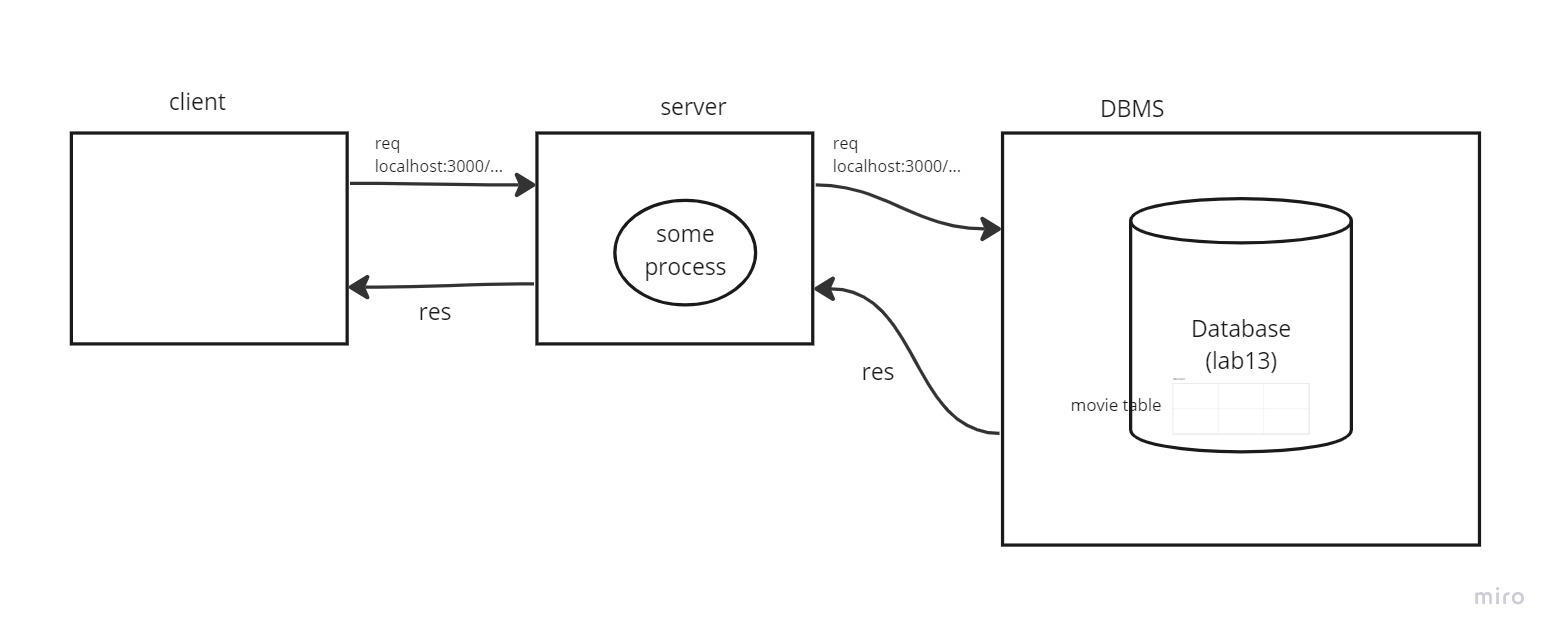 client
server
DBMS
req
localhost:3000/...
req
localhost:3000/...
some
process
res
res
Database
(lab13)
movie table
miro